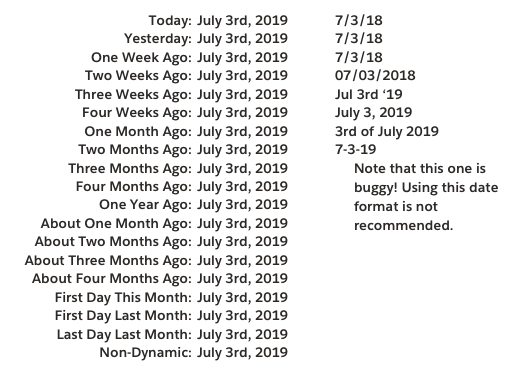 Today: July 3rd, 2019
Yesterday: July 3rd, 2019
One Week Ago: July 3rd, 2019
Two Weeks Ago: July 3rd, 2019
Three Weeks Ago: July 3rd, 2019
Four Weeks Ago: July 3rd, 2019
One Month Ago: July 3rd, 2019
Two Months Ago: July 3rd, 2019
Three Months Ago: July 3rd, 2019
Four Months Ago: July 3rd, 2019
One Year Ago: July 3rd, 2019
About One Month Ago: July 3rd, 2019
About Two Months Ago: July 3rd, 2019
About Three Months Ago: July 3rd, 2019
About Four Months Ago: July 3rd, 2019
First Day This Month: July 3rd, 2019
First Day Last Month: July 3rd, 2019
Last Day Last Month: July 3rd, 2019
Non-Dynamic: July 3rd, 2019
7/3/18
7/3/18
7/3/18
07/03/2018
Jul 3rd ‘19
July 3, 2019
3rd of July 2019
7-3-19
Note that this one is
buggy! Using this date
format is not
recommended.